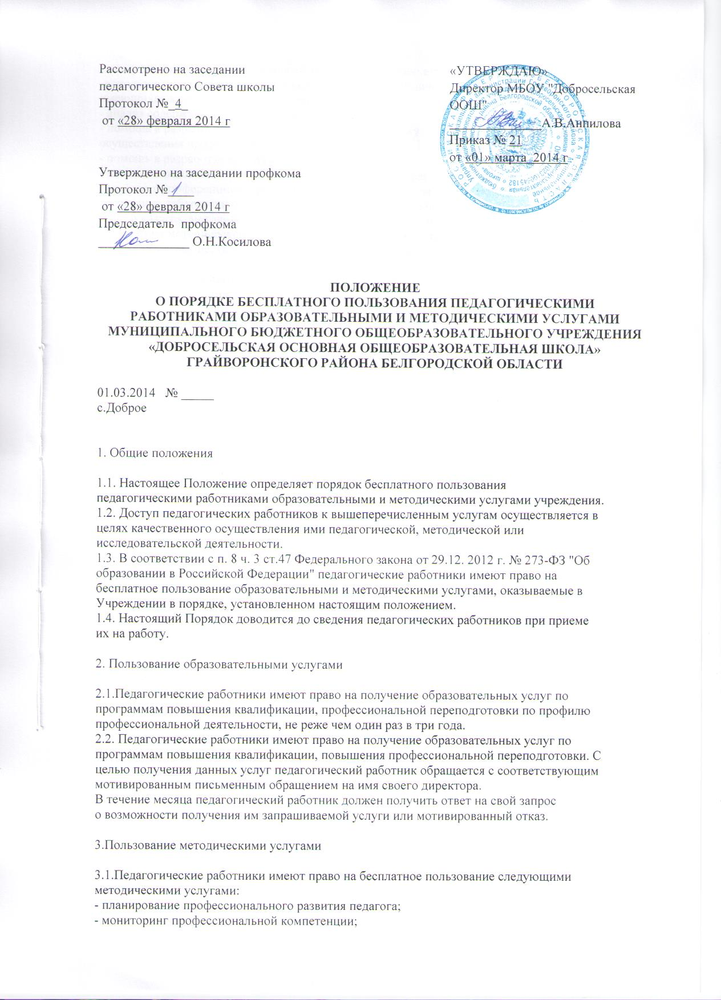 Рассмотрено на заседании
педагогического Совета школы
Протокол №_4_
от «28» февраля 2014 г
Утверждено на заседании профкома
Протокол № 1
от «28» февраля 2014 г
Председатель профкома
О.Н.Косилова
«УТВЕРЖДАЮ»
Директор МБОУ "Добросельская
ООШ"
А.В.Анпилова
Приказ № 21
от «01» марта 2014 г
ПОЛОЖЕНИЕ
О ПОРЯДКЕ БЕСПЛАТНОГО ПОЛЬЗОВАНИЯ ПЕДАГОГИЧЕСКИМИ
РАБОТНИКАМИ ОБРАЗОВАТЕЛЬНЫМИ И МЕТОДИЧЕСКИМИ УСЛУГАМИ
МУНИЦИПАЛЬНОГО БЮДЖЕТНОГО ОБЩЕОБРАЗОВАТЕЛЬНОГО УЧРЕЖДЕНИЯ
«ДОБРОСЕЛЬСКАЯ ОСНОВНАЯ ОБЩЕОБРАЗОВАТЕЛЬНАЯ ШКОЛА»
ГРАЙВОРОНСКОГО РАЙОНА БЕЛГОРОДСКОЙ ОБЛАСТИ
01.03.2014 № _____
с.Доброе
1. Общие положения
1.1. Настоящее Положение определяет порядок бесплатного пользования
педагогическими работниками образовательными и методическими услугами учреждения.
1.2. Доступ педагогических работников к вышеперечисленным услугам осуществляется в
целях качественного осуществления ими педагогической, методической или
исследовательской деятельности.
1.3. В соответствии с п. 8 ч. 3 ст.47 Федерального закона от 29.12. 2012 г. № 273-ФЗ "Об
образовании в Российской Федерации" педагогические работники имеют право на
бесплатное пользование образовательными и методическими услугами, оказываемые в
Учреждении в порядке, установленном настоящим положением.
1.4. Настоящий Порядок доводится до сведения педагогических работников при приеме
их на работу.
2. Пользование образовательными услугами
2.1.Педагогические работники имеют право на получение образовательных услуг по
программам повышения квалификации, профессиональной переподготовки по профилю
профессиональной деятельности, не реже чем один раз в три года.
2.2. Педагогические работники имеют право на получение образовательных услуг по
программам повышения квалификации, повышения профессиональной переподготовки. С
целью получения данных услуг педагогический работник обращается с соответствующим
мотивированным письменным обращением на имя своего директора.
В течение месяца педагогический работник должен получить ответ на свой запрос
о возможности получения им запрашиваемой услуги или мотивированный отказ.
3.Пользование методическими услугами
3.1.Педагогические работники имеют право на бесплатное пользование следующими
методическими услугами:
- планирование профессионального развития педагога;
- мониторинг профессиональной компетенции;